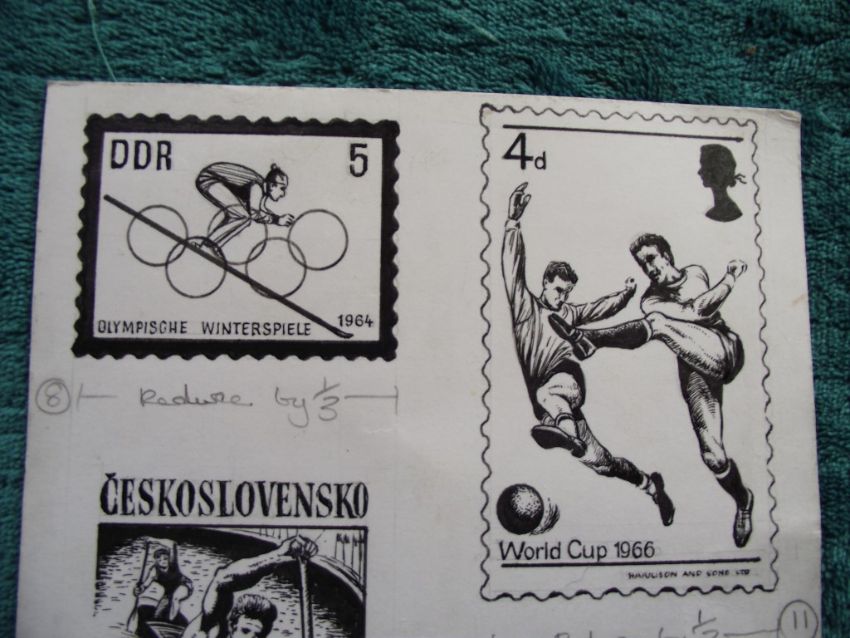 DDR 5
OLYMPISCHE WINTERSPIELE 1964
8 Reduce by 1/3
ČESKOSLOVENSKO
4d
World Cup 1966
HARRISON AND SONS LTD
11